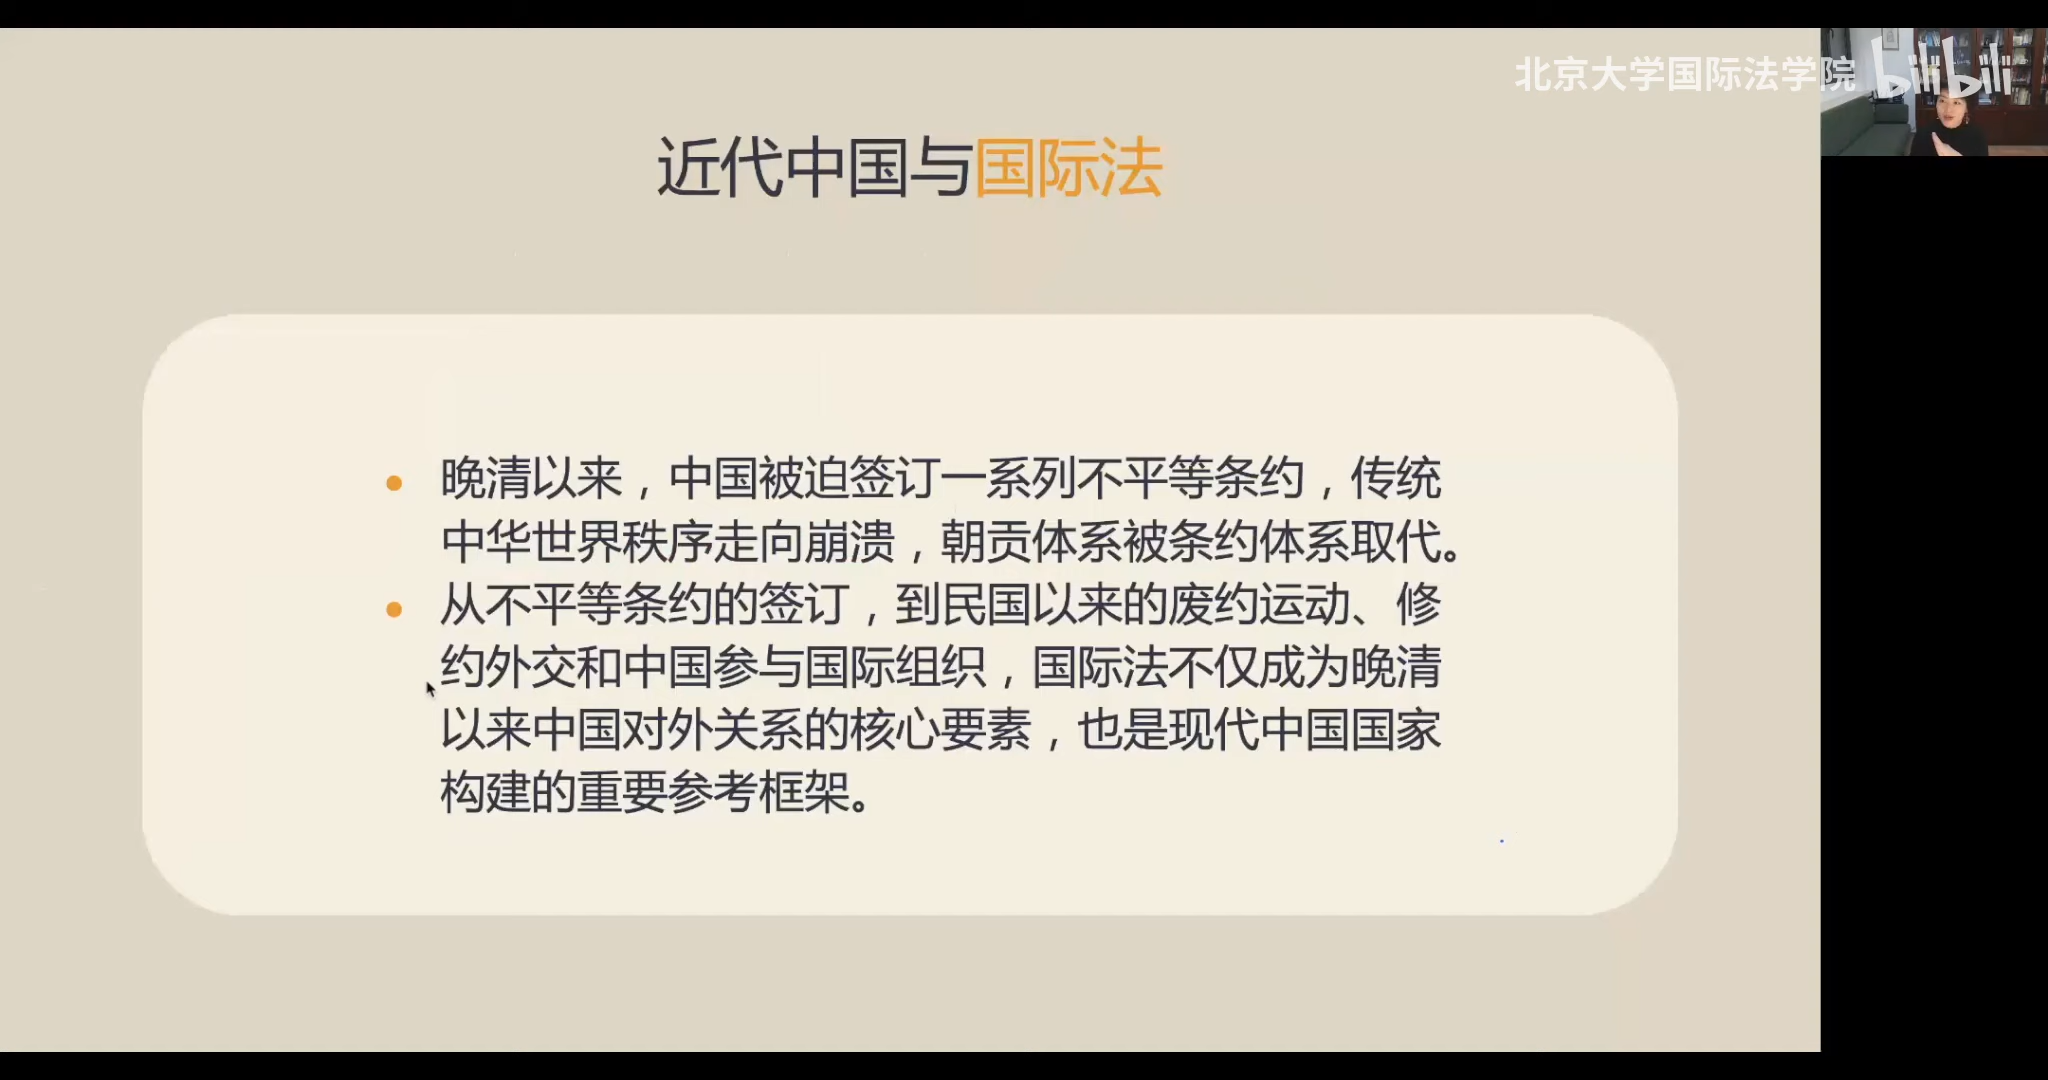 北京大学国际法学院 bilibili
近代中国与国际法
晚清以来，中国被迫签订一系列不平等条约，传统
中华世界秩序走向崩溃，朝贡体系被条约体系取代。
从不平等条约的签订，到民国以来的废约运动、修
约外交和中国参与国际组织，国际法不仅成为晚清
以来中国对外关系的核心要素，也是现代中国国家
构建的重要参考框架。